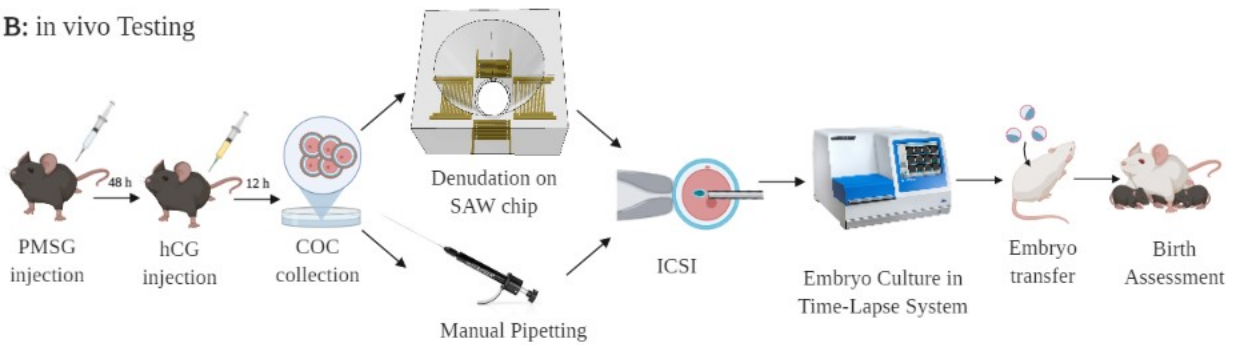 B: in vivo Testing
PMSG
injection
48 h
hCG
injection
12 h
COC
collection
Denudation on
SAW chip
Manual Pipetting
ICSI
Embryo Culture in
Time-Lapse System
Embryo
transfer
Birth
Assessment